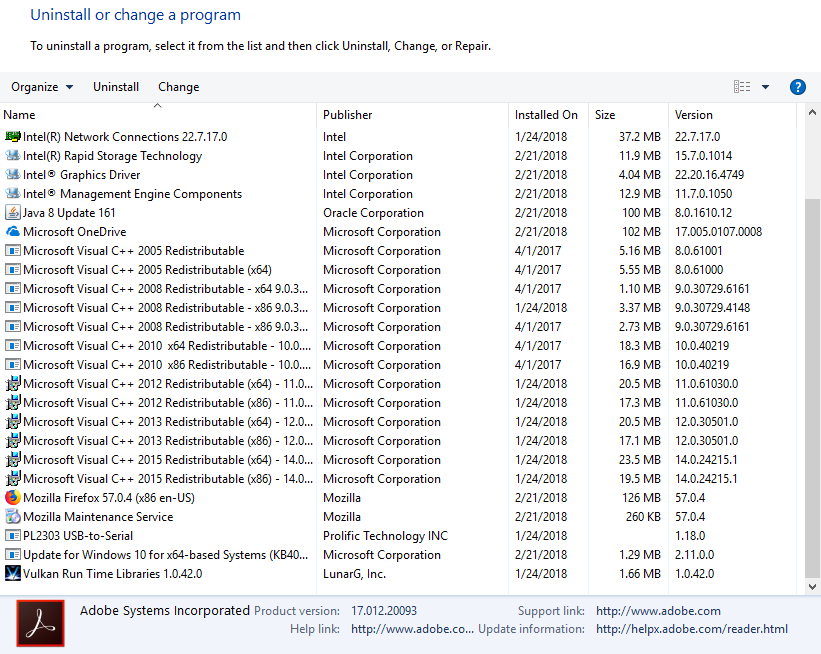 Uninstall or change a program
To uninstall a program, select it from the list and then click Uninstall, Change, or Repair.
Organize Uninstall Change
Name Publisher Installed On Size Version
Intel(R) Network Connections 22.7.17.0 Intel 1/24/2018 37.2 MB 22.7.17.0
Intel(R) Rapid Storage Technology Intel Corporation 2/21/2018 11.9 MB 15.7.0.1014
Intel® Graphics Driver Intel Corporation 2/21/2018 4.04 MB 22.20.16.4749
Intel® Management Engine Components Intel Corporation 2/21/2018 12.9 MB 11.7.0.1050
Java 8 Update 161 Oracle Corporation 2/21/2018 100 MB 8.0.1610.12
Microsoft OneDrive Microsoft Corporation 2/21/2018 102 MB 17.005.0107.0008
Microsoft Visual C++ 2005 Redistributable Microsoft Corporation 4/1/2017 5.16 MB 8.0.61001
Microsoft Visual C++ 2005 Redistributable (x64) Microsoft Corporation 4/1/2017 5.55 MB 8.0.61000
Microsoft Visual C++ 2008 Redistributable - x64 9.0.3... Microsoft Corporation 4/1/2017 1.10 MB 9.0.30729.6161
Microsoft Visual C++ 2008 Redistributable - x86 9.0.3... Microsoft Corporation 1/24/2018 3.37 MB 9.0.30729.4148
Microsoft Visual C++ 2008 Redistributable - x86 9.0.3... Microsoft Corporation 4/1/2017 2.73 MB 9.0.30729.6161
Microsoft Visual C++ 2010 x64 Redistributable - 10.0.... Microsoft Corporation 4/1/2017 18.3 MB 10.0.40219
Microsoft Visual C++ 2010 x86 Redistributable - 10.0.... Microsoft Corporation 4/1/2017 16.9 MB 10.0.40219
Microsoft Visual C++ 2012 Redistributable (x64) - 11.0... Microsoft Corporation 1/24/2018 20.5 MB 11.0.61030.0
Microsoft Visual C++ 2012 Redistributable (x86) - 11.0... Microsoft Corporation 1/24/2018 17.3 MB 11.0.61030.0
Microsoft Visual C++ 2013 Redistributable (x64) - 12.0... Microsoft Corporation 1/24/2018 20.5 MB 12.0.30501.0
Microsoft Visual C++ 2013 Redistributable (x86) - 12.0... Microsoft Corporation 1/24/2018 17.1 MB 12.0.30501.0
Microsoft Visual C++ 2015 Redistributable (x64) - 14.0... Microsoft Corporation 1/24/2018 23.5 MB 14.0.24215.1
Microsoft Visual C++ 2015 Redistributable (x86) - 14.0... Microsoft Corporation 1/24/2018 19.5 MB 14.0.24215.1
Mozilla Firefox 57.0.4 (x86 en-US) Mozilla 2/21/2018 126 MB 57.0.4
Mozilla Maintenance Service Mozilla 2/21/2018 260 KB 57.0.4
PL2303 USB-to-Serial Prolific Technology INC 1/24/2018 1.18.0
Update for Windows 10 for x64-based Systems (KB40... Microsoft Corporation 2/21/2018 1.29 MB 2.11.0.0
Vulkan Run Time Libraries 1.0.42.0 LunarG, Inc. 1/24/2018 1.66 MB 1.0.42.0
Adobe Systems Incorporated Product version: 17.012.20093 Support link: http://www.adobe.com
Help link: http://www.adobe.co... Update information: http://helpx.adobe.com/reader.html